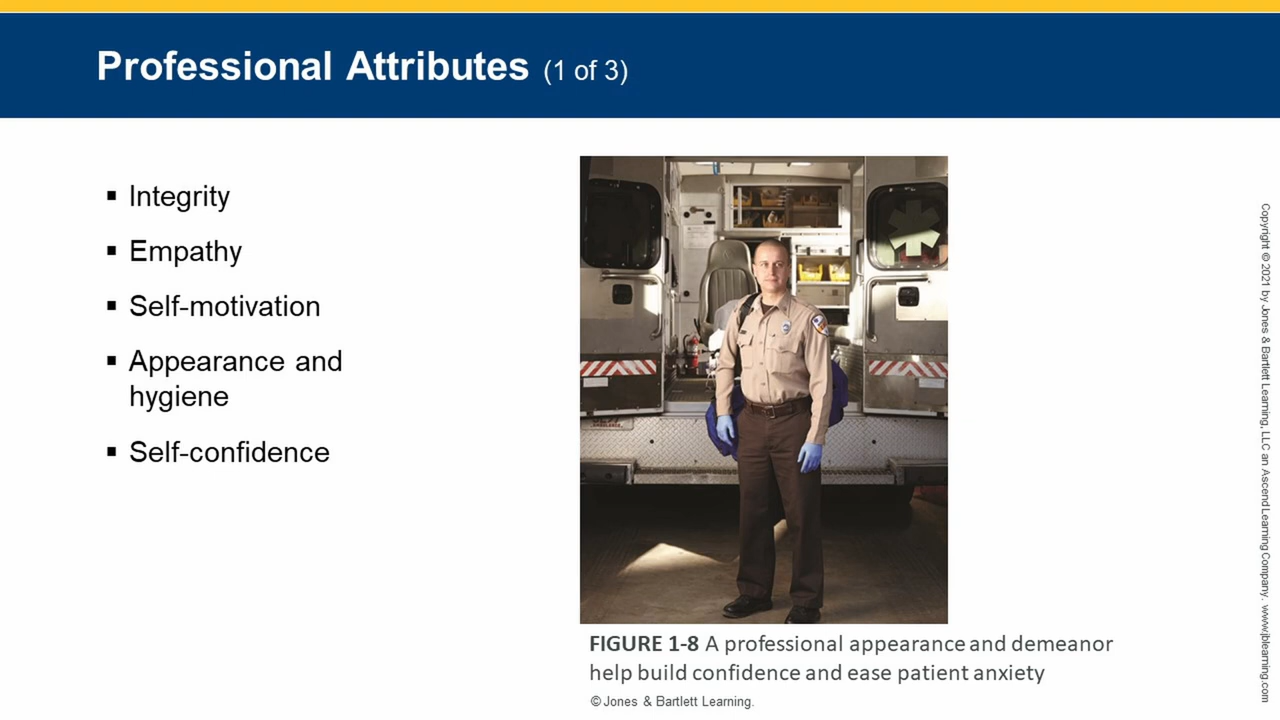 Professional Attributes (1 of 3)
▪ Integrity
▪ Empathy
▪ Self-motivation
▪ Appearance and
hygiene
▪ Self-confidence
FIGURE 1-8 A professional appearance and demeanor
help build confidence and ease patient anxiety
© Jones & Bartlett Learning.
Copyright © 2021 by Jones & Bartlett Learning, LLC an Ascend Learning Company. www.jblearning.com